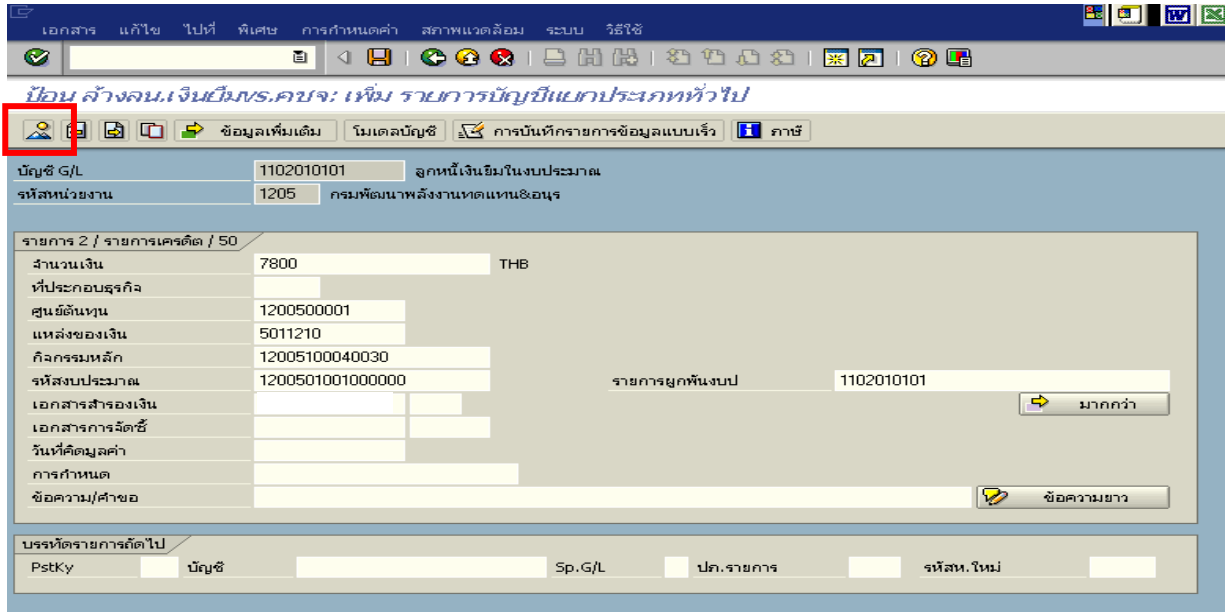 เอกสาร แก้ไข ไปที่ พิเศษ การกำหนดค่า สภาพแวดล้อม ระบบ วิธีใช้
ป้อน ล้างลน.เงินยืมvs.คชจ: เพิ่ม รายการบัญชีแยกประเภททั่วไป
ข้อมูลเพิ่มเติม โมเดลบัญชี การบันทึกรายการข้อมูลแบบเร็ว ภาษี
บัญชี G/L 1102010101 ลูกหนี้เงินยืมในงบประมาณ
รหัสหน่วยงาน 1205 กรมพัฒนาพลังงานทดแทน&อนุร
รายการ 2 / รายการเครดิต / 50
จำนวนเงิน 7800 THB
ที่ประกอบธุรกิจ
ศูนย์ต้นทุน 1200500001
แหล่งของเงิน 5011210
กิจกรรมหลัก 12005100040030
รหัสงบประมาณ 1200501001000000 รายการผูกพันงบป 1102010101
เอกสารสำรองเงิน มากกว่า
เอกสารการจัดซื้
วันที่คิดมูลค่า
การกำหนด
ข้อความ/คำขอ ข้อความยาว
บรรทัดรายการถัดไป
PstKy บัญชี Sp.G/L ปภ.รายการ รหัสห.ใหม่